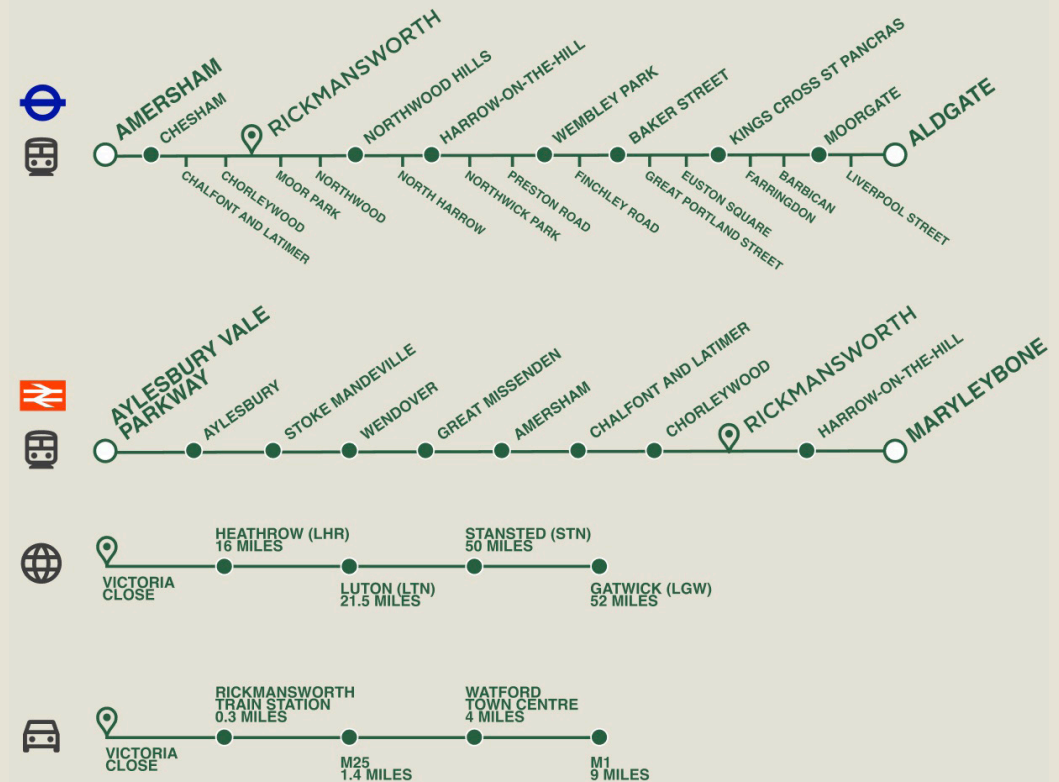 AMERSHAM
CHESHAM
CHALFONT AND LATIMER
CHORLEYWOOD
RICKMANSWORTH
MOOR PARK
NORTHWOOD
NORTHWOOD HILLS
NORTH HARROW
HARROW-ON-THE-HILL
NORTHWICK PARK
PRESTON ROAD
WEMBLEY PARK
FINCHLEY ROAD
BAKER STREET
GREAT PORTLAND STREET
EUSTON SQUARE
KINGS CROSS ST PANCRAS
FARRINGDON
BARBICAN
MOORGATE
LIVERPOOL STREET
ALDGATE
AYLESBURY VALE
PARKWAY
AYLESBURY
STOKE MANDEVILLE
WENDOVER
GREAT MISSENDEN
AMERSHAM
CHALFONT AND LATIMER
CHORLEYWOOD
RICKMANSWORTH
HARROW-ON-THE-HILL
MARYLEYBONE
VICTORIA
CLOSE
HEATHROW (LHR)
16 MILES
LUTON (LTN)
21.5 MILES
STANSTED (STN)
50 MILES
GATWICK (LGW)
52 MILES
VICTORIA
CLOSE
RICKMANSWORTH
TRAIN STATION
0.3 MILES
M25
1.4 MILES
WATFORD
TOWN CENTRE
4 MILES
M1
9 MILES